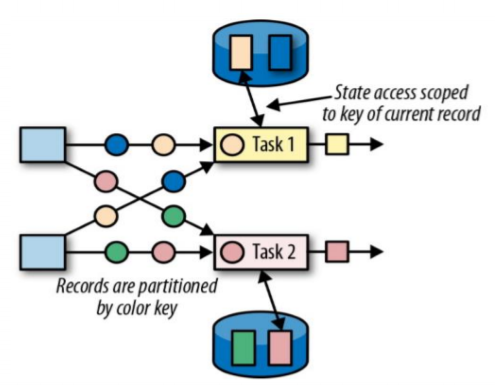 State access scoped
to key of current record
Task 1
Task 2
Records are partitioned
by color key